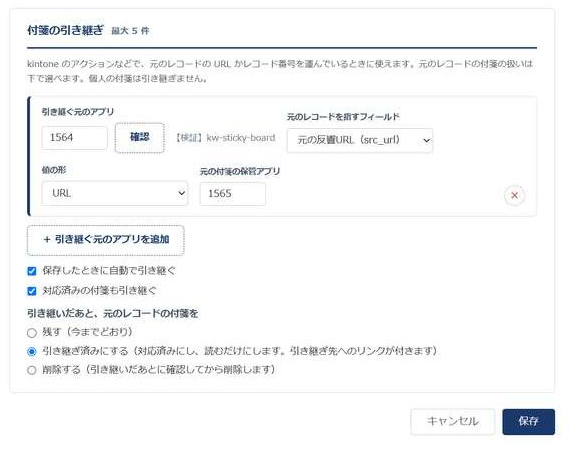 付箋の引き継ぎ 最大 5 件
kintone のアクションなどで、元のレコードの URL かレコード番号を運んでいるときに使えます。元のレコードの付箋の扱いは
下で選べます。個人の付箋は引き継ぎません。
引き継ぐ元のアプリ
元のレコードを指すフィールド
1564
確認
【検証】kw-sticky-board
元の反響URL（src_url）
値の形
元の付箋の保管アプリ
URL
1565
×
+ 引き継ぐ元のアプリを追加
保存したときに自動で引き継ぐ
対応済みの付箋も引き継ぐ
引き継いだあと、元のレコードの付箋を
残す（今までどおり）
引き継ぎ済みにする（対応済みにし、読むだけにします。引き継ぎ先へのリンクが付きます）
削除する（引き継いだあとに確認してから削除します）
キャンセル
保存